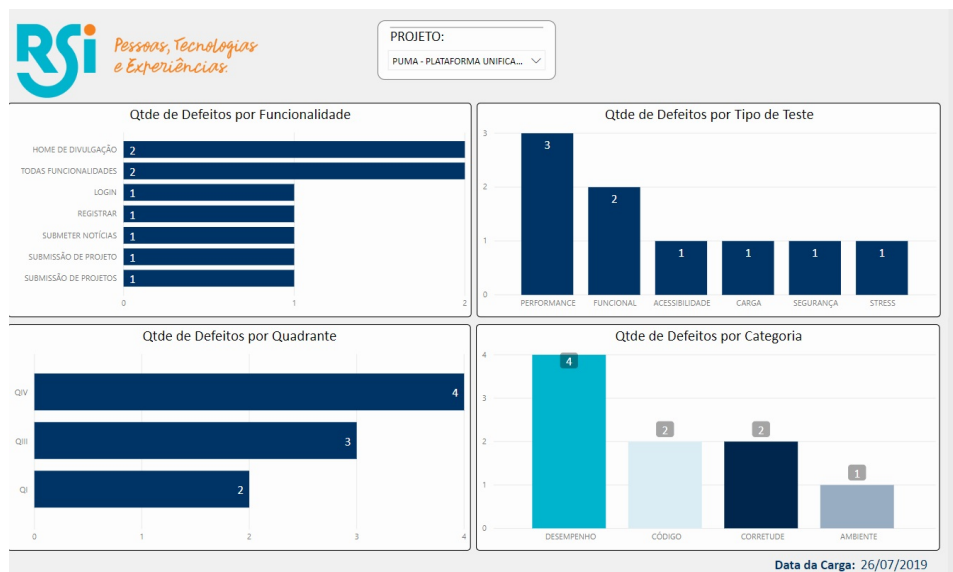 RSi
Pessoas, Tecnologias
e Experiências.
PROJETO:
PUMA - PLATAFORMA UNIFICA...
Qtde de Defeitos por Funcionalidade
HOME DE DIVULGAÇÃO 2
TODAS FUNCIONALIDADES 2
LOGIN 1
REGISTRAR 1
SUBMETER NOTÍCIAS 1
SUBMISSÃO DE PROJETO 1
SUBMISSÃO DE PROJETOS 1
0 1 2
Qtde de Defeitos por Tipo de Teste
3
2
1
0
3 2 1 1 1 1
PERFORMANCE FUNCIONAL ACESSIBILIDADE CARGA SEGURANÇA STRESS
Qtde de Defeitos por Quadrante
QIV 4
QIII 3
QI 2
0 1 2 3 4
Qtde de Defeitos por Categoria
4
3
2
1
0
4 2 2 1
DESEMPENHO CÓDIGO CORRETUDE AMBIENTE
Data da Carga: 26/07/2019